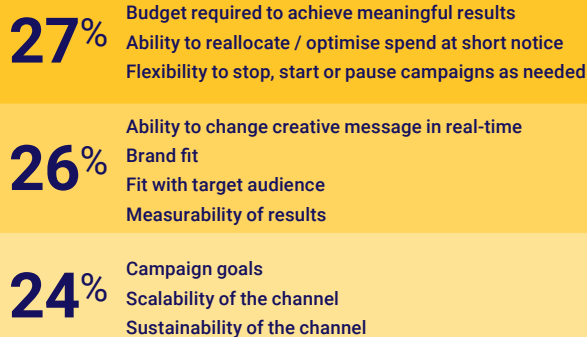 27%
Budget required to achieve meaningful results
Ability to reallocate / optimise spend at short notice
Flexibility to stop, start or pause campaigns as needed
26%
Ability to change creative message in real-time
Brand fit
Fit with target audience
Measurability of results
24%
Campaign goals
Scalability of the channel
Sustainability of the channel